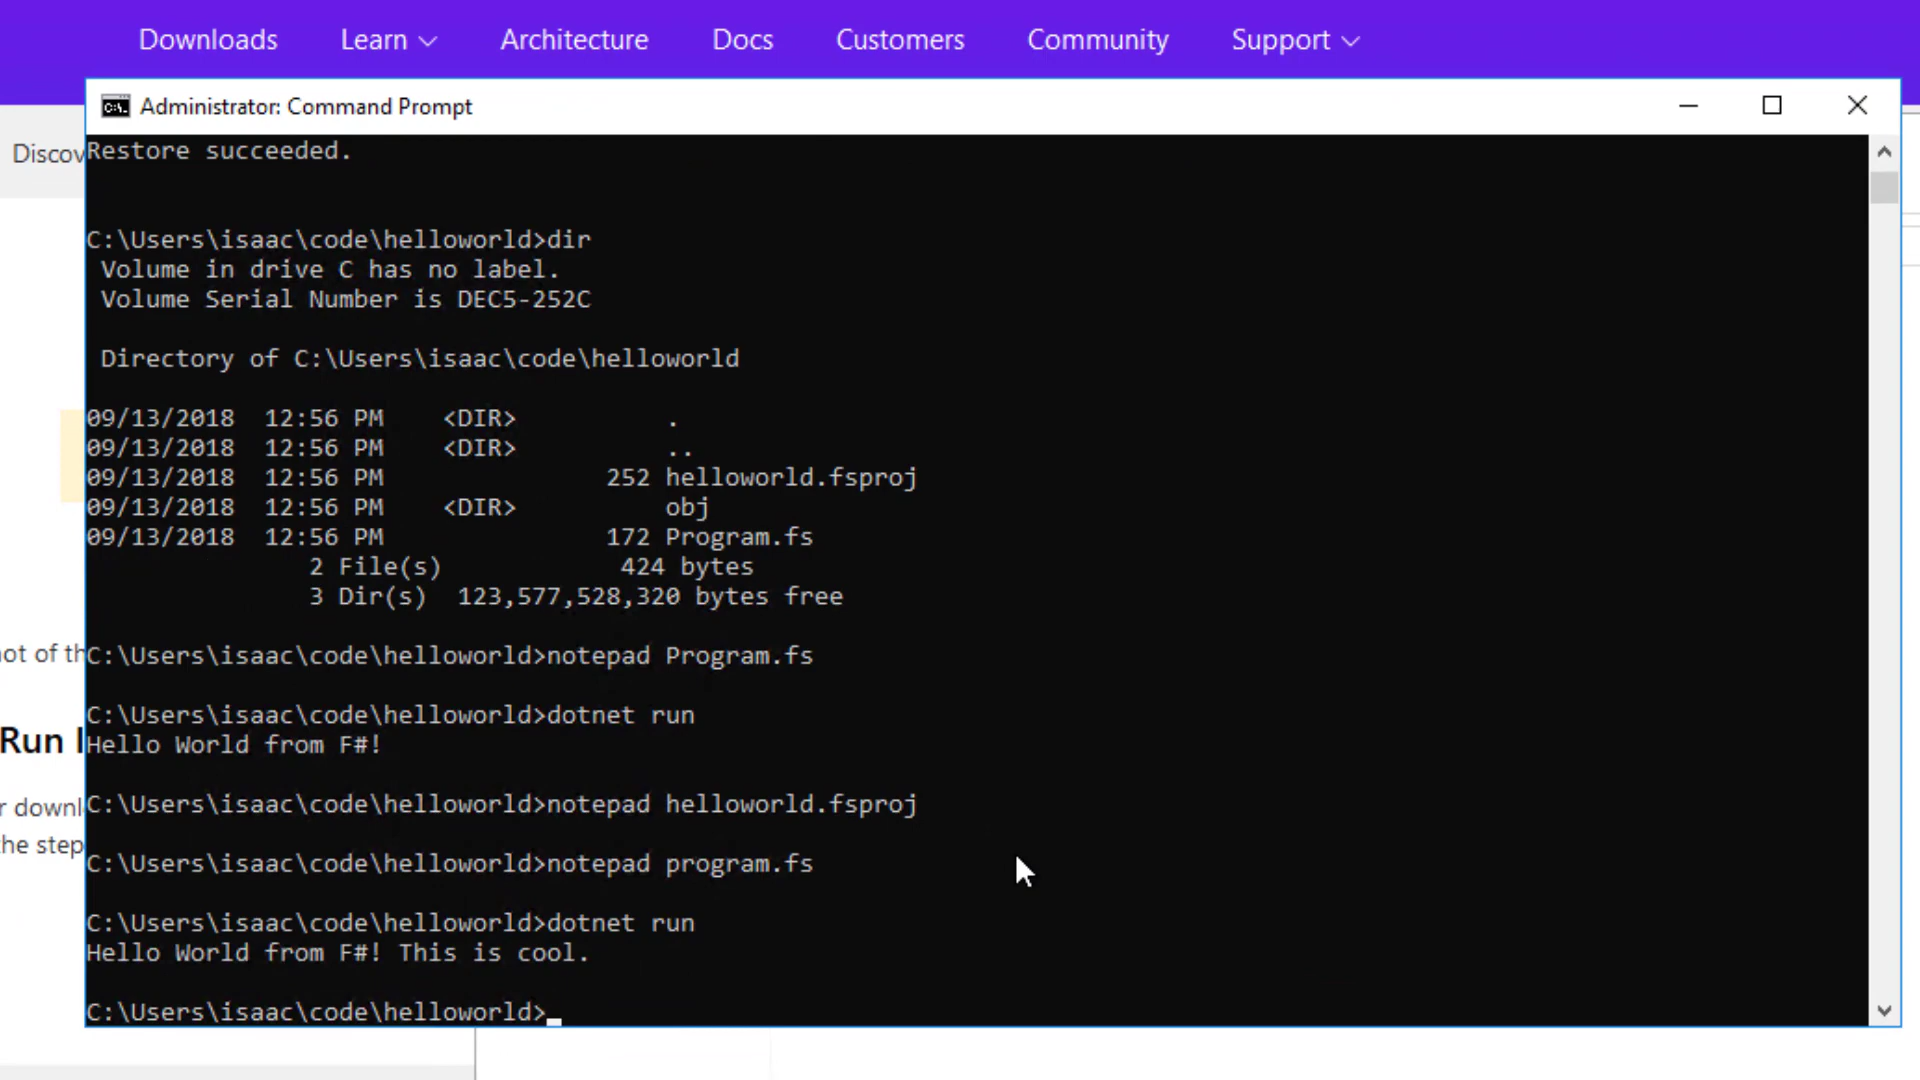 Downloads Learn Architecture Docs Customers Community Support
Administrator: Command Prompt
Discov
Restore succeeded.
C:\Users\isaac\code\helloworld>dir
Volume in drive C has no label.
Volume Serial Number is DEC5-252C
Directory of C:\Users\isaac\code\helloworld
09/13/2018 12:56 PM <DIR> .
09/13/2018 12:56 PM <DIR> ..
09/13/2018 12:56 PM 252 helloworld.fsproj
09/13/2018 12:56 PM <DIR> obj
09/13/2018 12:56 PM 172 Program.fs
2 File(s) 424 bytes
3 Dir(s) 123,577,528,320 bytes free
ot of th
C:\Users\isaac\code\helloworld>notepad Program.fs
C:\Users\isaac\code\helloworld>dotnet run
Run
Hello World from F#!
r downl
C:\Users\isaac\code\helloworld>notepad helloworld.fsproj
he step
C:\Users\isaac\code\helloworld>notepad program.fs
C:\Users\isaac\code\helloworld>dotnet run
Hello World from F#! This is cool.
C:\Users\isaac\code\helloworld>_